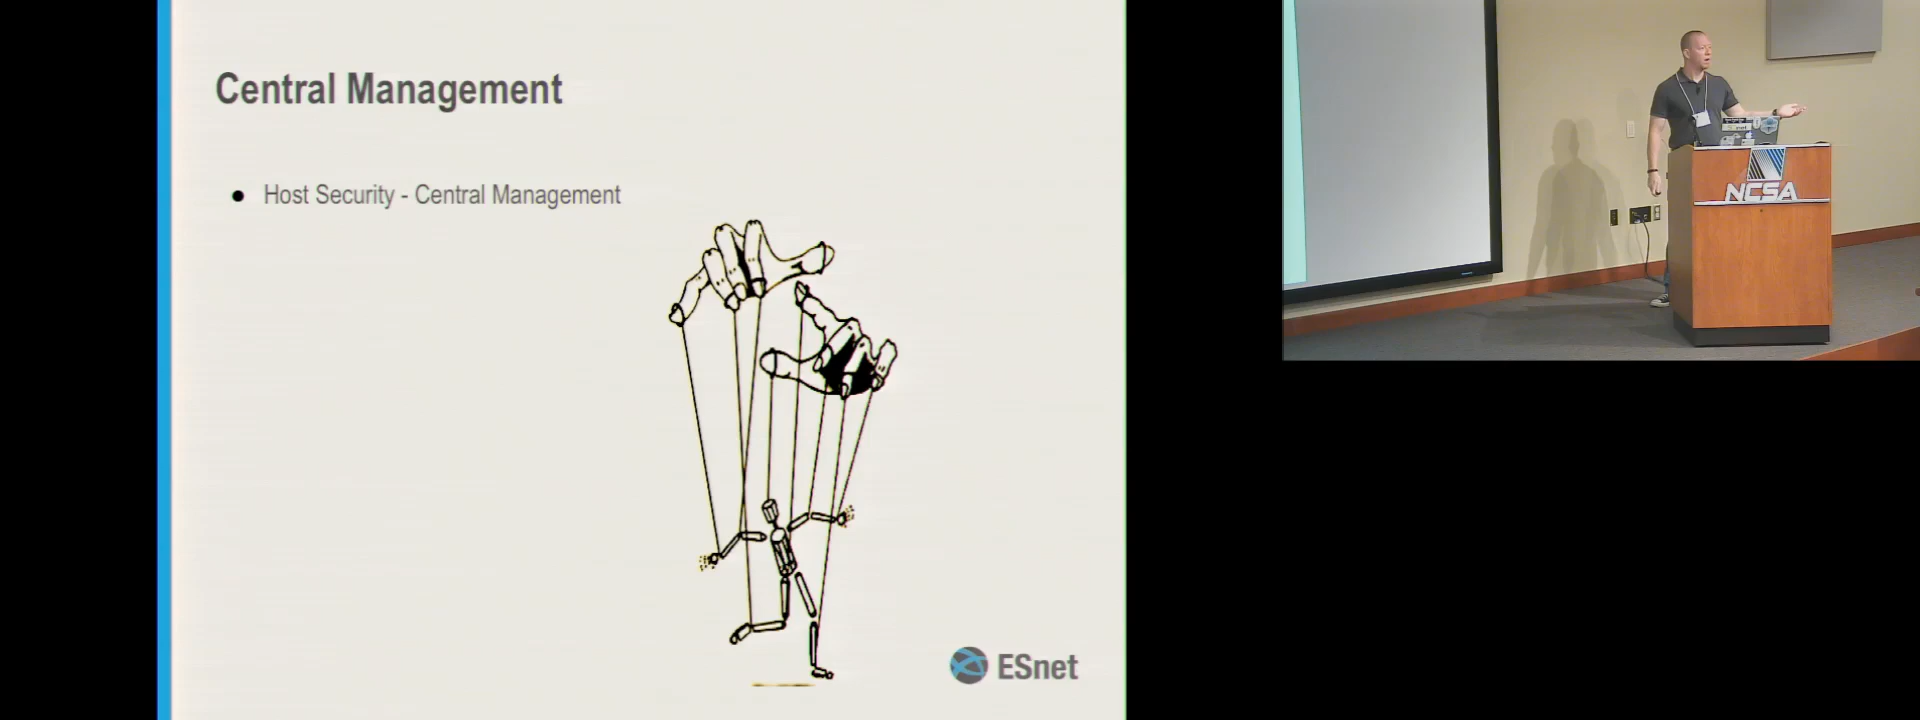 Central Management
● Host Security - Central Management
ESnet
NCSA